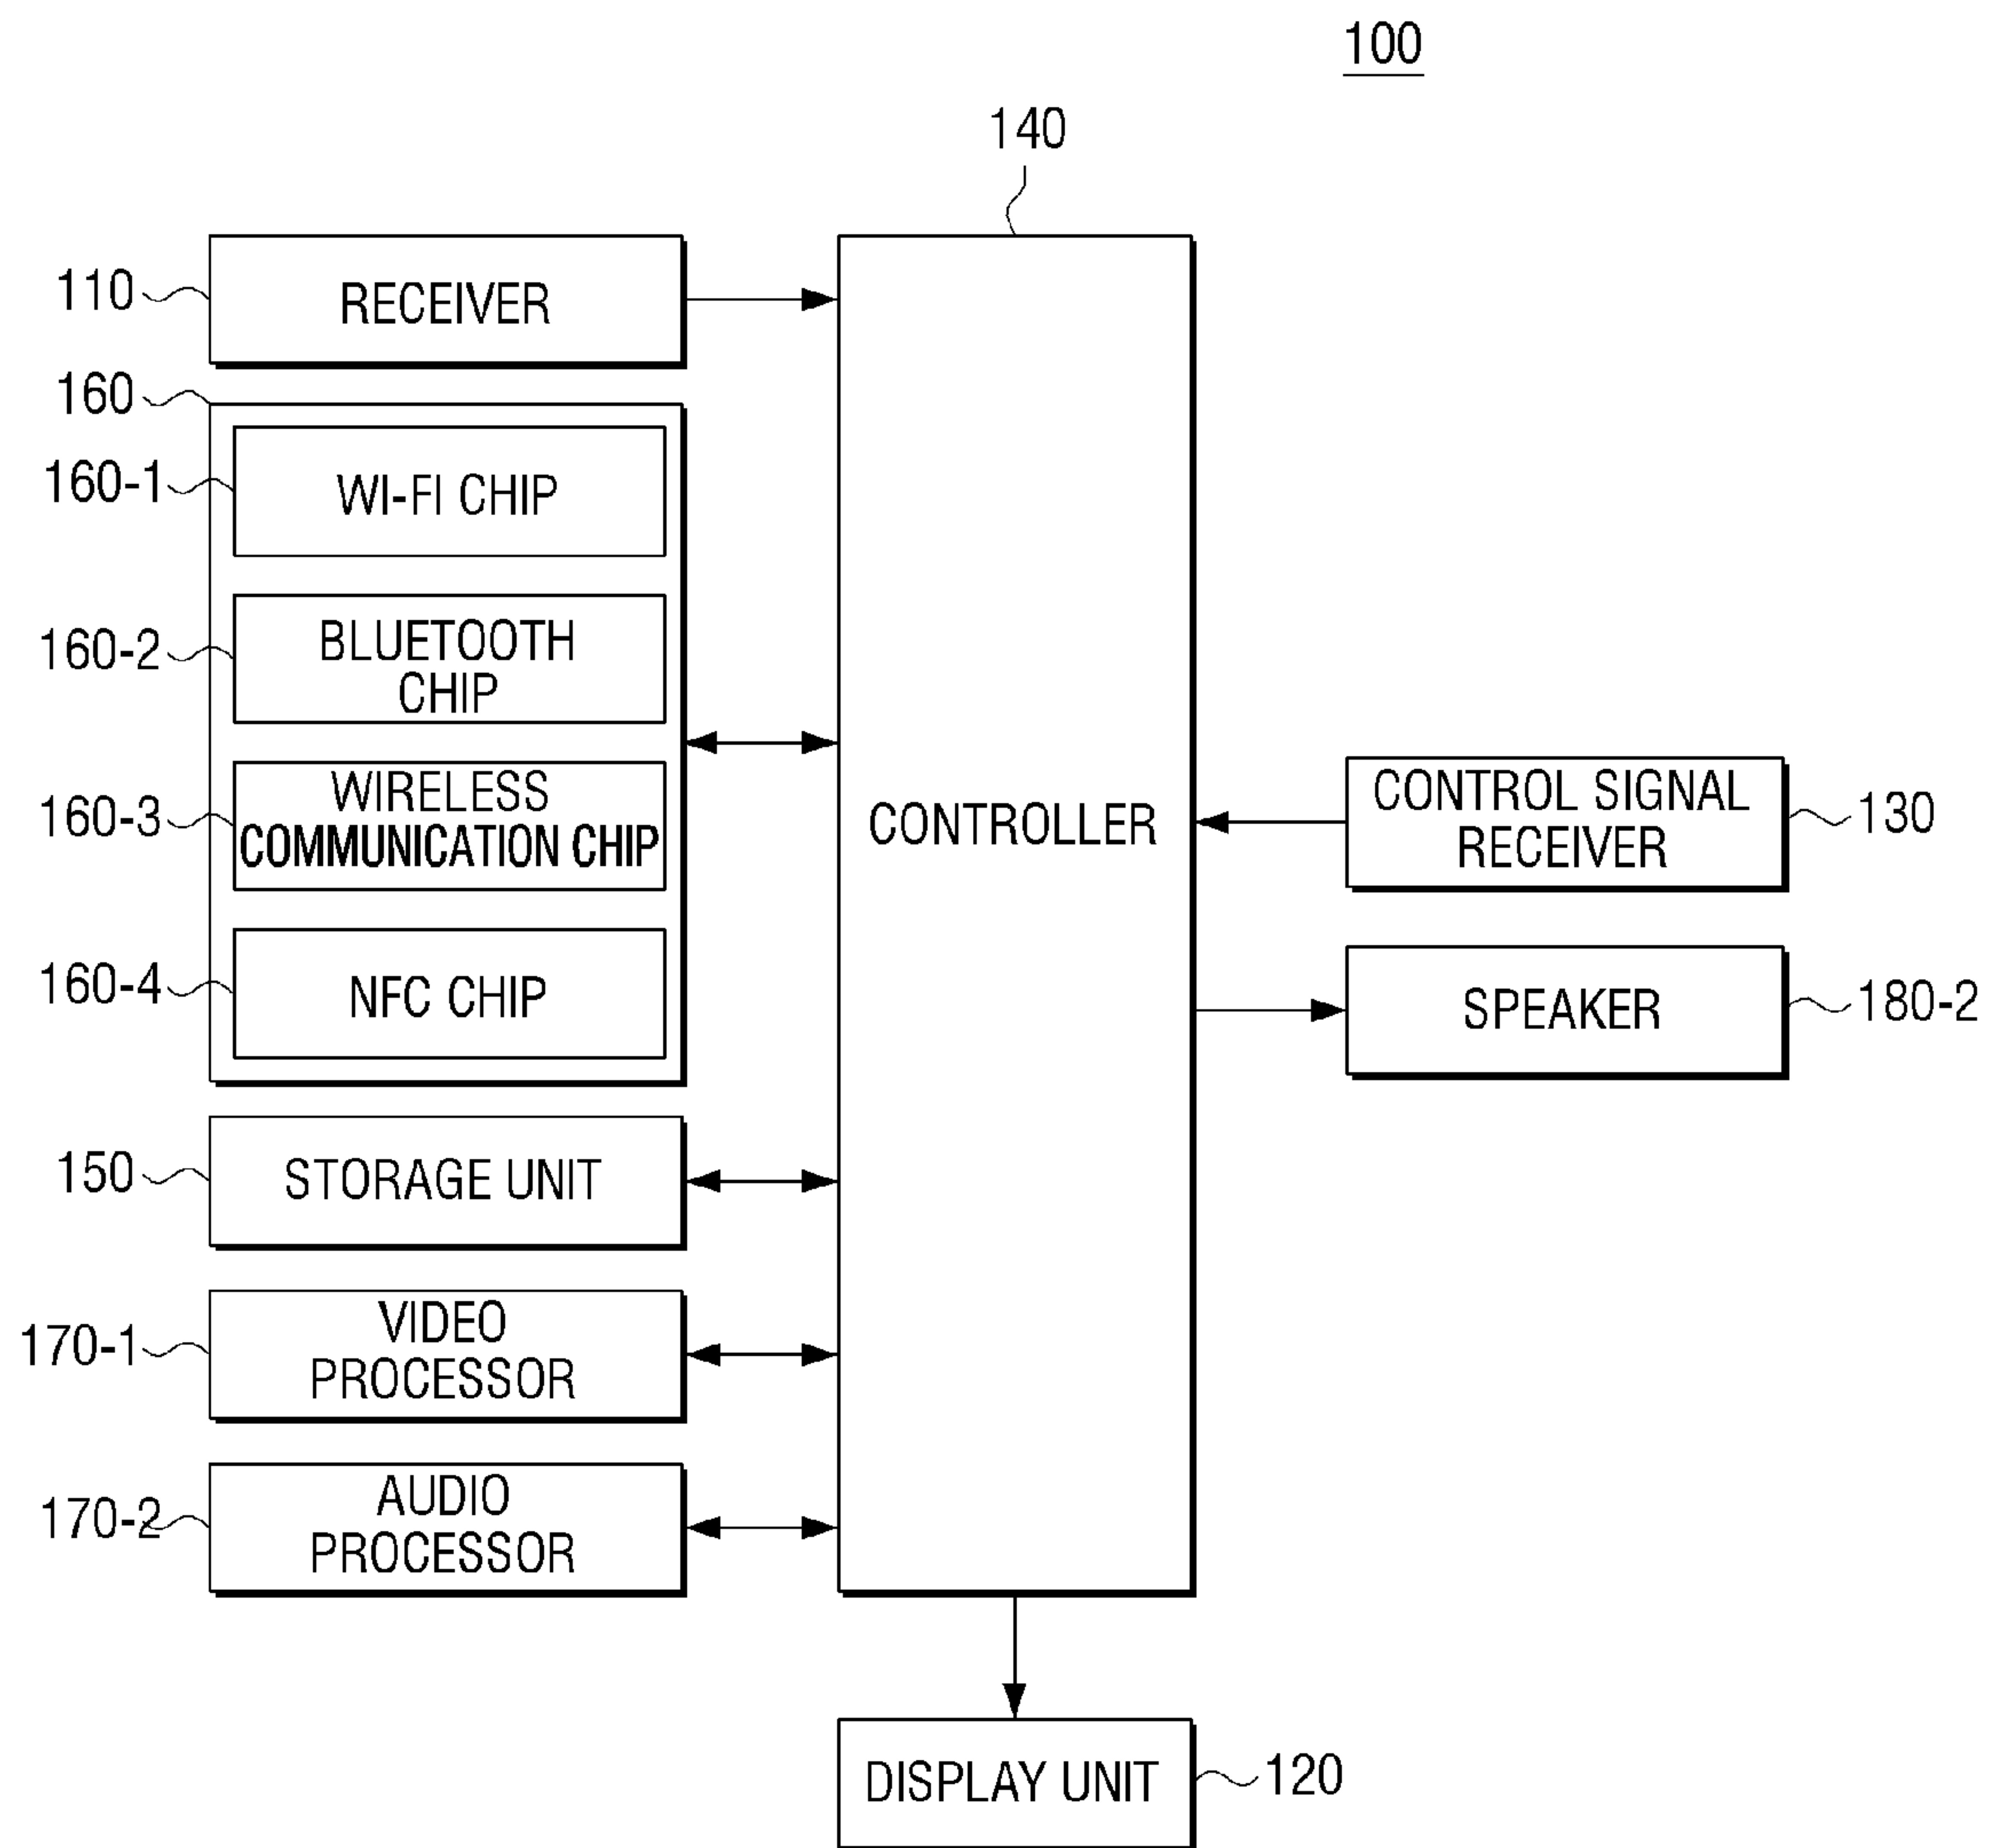 100
140
110
RECEIVER
160
160-1
WI-FI CHIP
160-2
BLUETOOTH
CHIP
160-3
WIRELESS
COMMUNICATION CHIP
160-4
NFC CHIP
150
STORAGE UNIT
170-1
VIDEO
PROCESSOR
170-2
AUDIO
PROCESSOR
CONTROLLER
CONTROL SIGNAL
RECEIVER
130
SPEAKER
180-2
DISPLAY UNIT
120